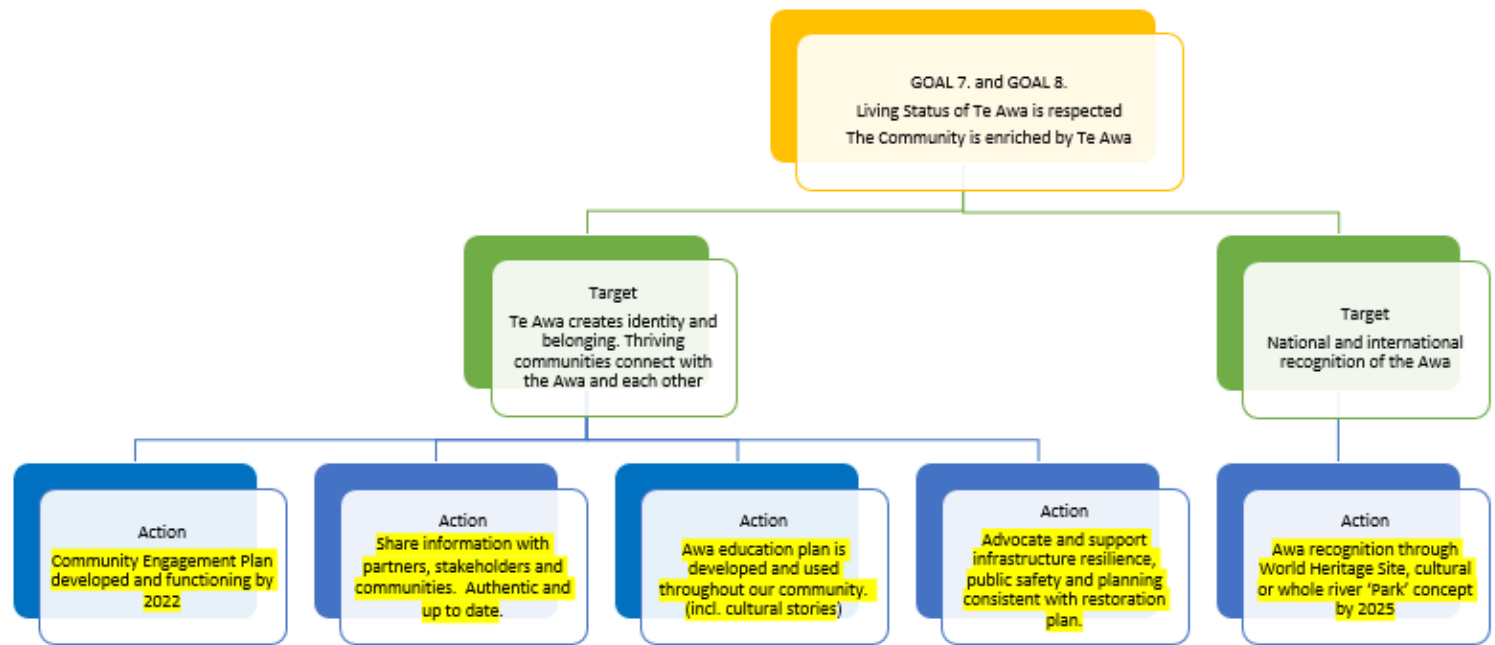 GOAL 7. and GOAL 8.
Living Status of Te Awa is respected
The Community is enriched by Te Awa
Target
Te Awa creates identity and
belonging. Thriving
communities connect with
the Awa and each other
Target
National and international
recognition of the Awa
Action
Community Engagement Plan
developed and functioning by
2022
Action
Share information with
partners, stakeholders and
communities.  Authentic and
up to date.
Action
Awa education plan is
developed and used
throughout our community.
(incl. cultural stories)
Action
Advocate and support
infrastructure resilience,
public safety and planning
consistent with restoration
plan.
Action
Awa recognition through
World Heritage Site, cultural
or whole river ‘Park’ concept
by 2025